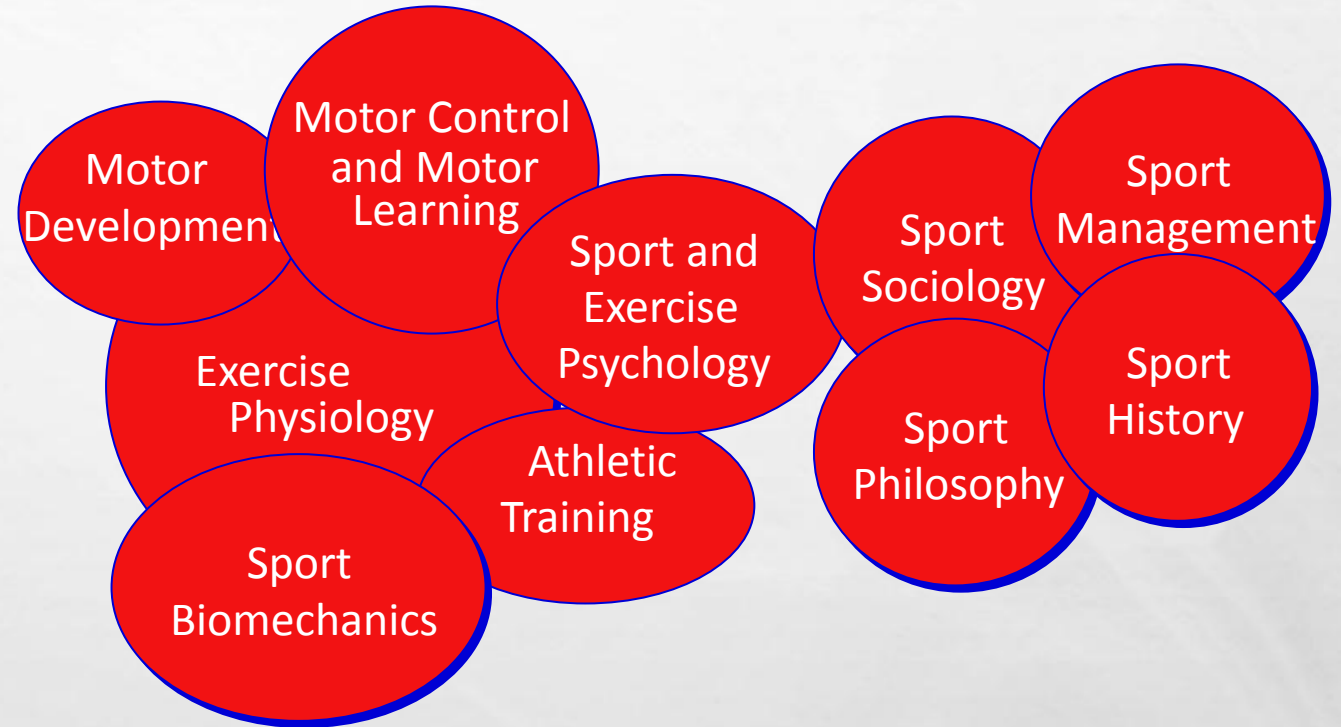 Motor
Development
Motor Control
and Motor
Learning
Sport and
Exercise
Psychology
Sport
Sociology
Sport
Management
Exercise
Physiology
Athletic
Training
Sport
Philosophy
Sport
History
Sport
Biomechanics